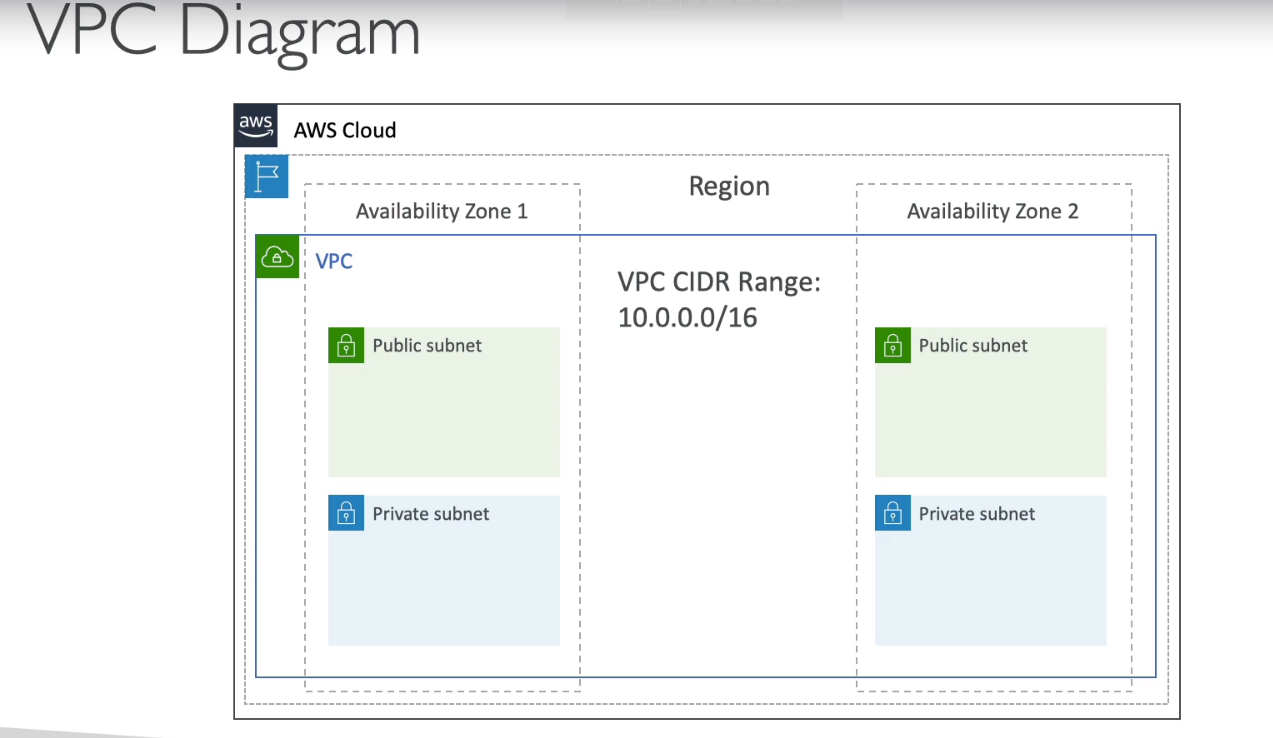 VPC Diagram
aws
AWS Cloud
Region
Availability Zone 1
Availability Zone 2
VPC
VPC CIDR Range:
10.0.0.0/16
Public subnet
Public subnet
Private subnet
Private subnet